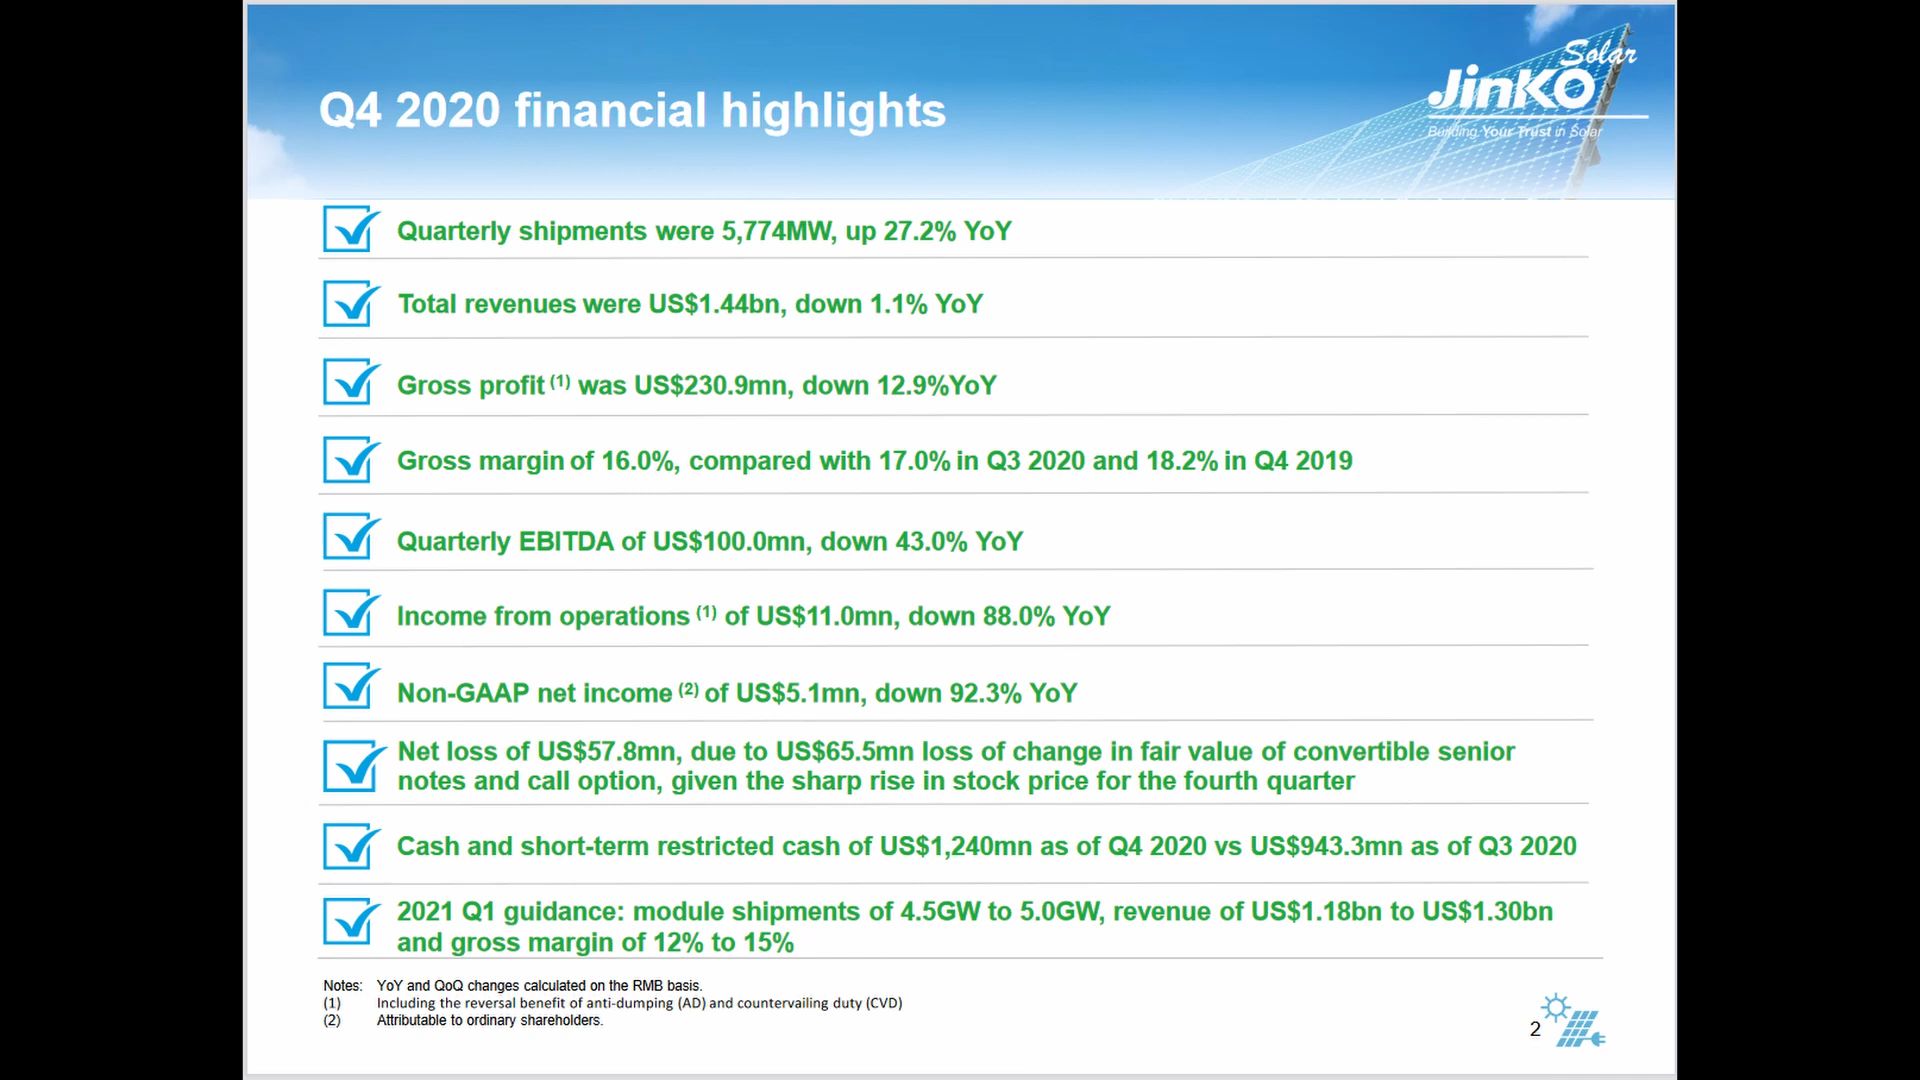 Q4 2020 financial highlights
Solar
JinKO
Building Your Trust in Solar
Quarterly shipments were 5,774MW, up 27.2% YoY
Total revenues were US$1.44bn, down 1.1% YoY
Gross profit (1) was US$230.9mn, down 12.9%YoY
Gross margin of 16.0%, compared with 17.0% in Q3 2020 and 18.2% in Q4 2019
Quarterly EBITDA of US$100.0mn, down 43.0% YoY
Income from operations (1) of US$11.0mn, down 88.0% YoY
Non-GAAP net income (2) of US$5.1mn, down 92.3% YoY
Net loss of US$57.8mn, due to US$65.5mn loss of change in fair value of convertible senior
notes and call option, given the sharp rise in stock price for the fourth quarter
Cash and short-term restricted cash of US$1,240mn as of Q4 2020 vs US$943.3mn as of Q3 2020
2021 Q1 guidance: module shipments of 4.5GW to 5.0GW, revenue of US$1.18bn to US$1.30bn
and gross margin of 12% to 15%
Notes: YoY and QoQ changes calculated on the RMB basis.
(1) Including the reversal benefit of anti-dumping (AD) and countervailing duty (CVD)
(2) Attributable to ordinary shareholders.
2